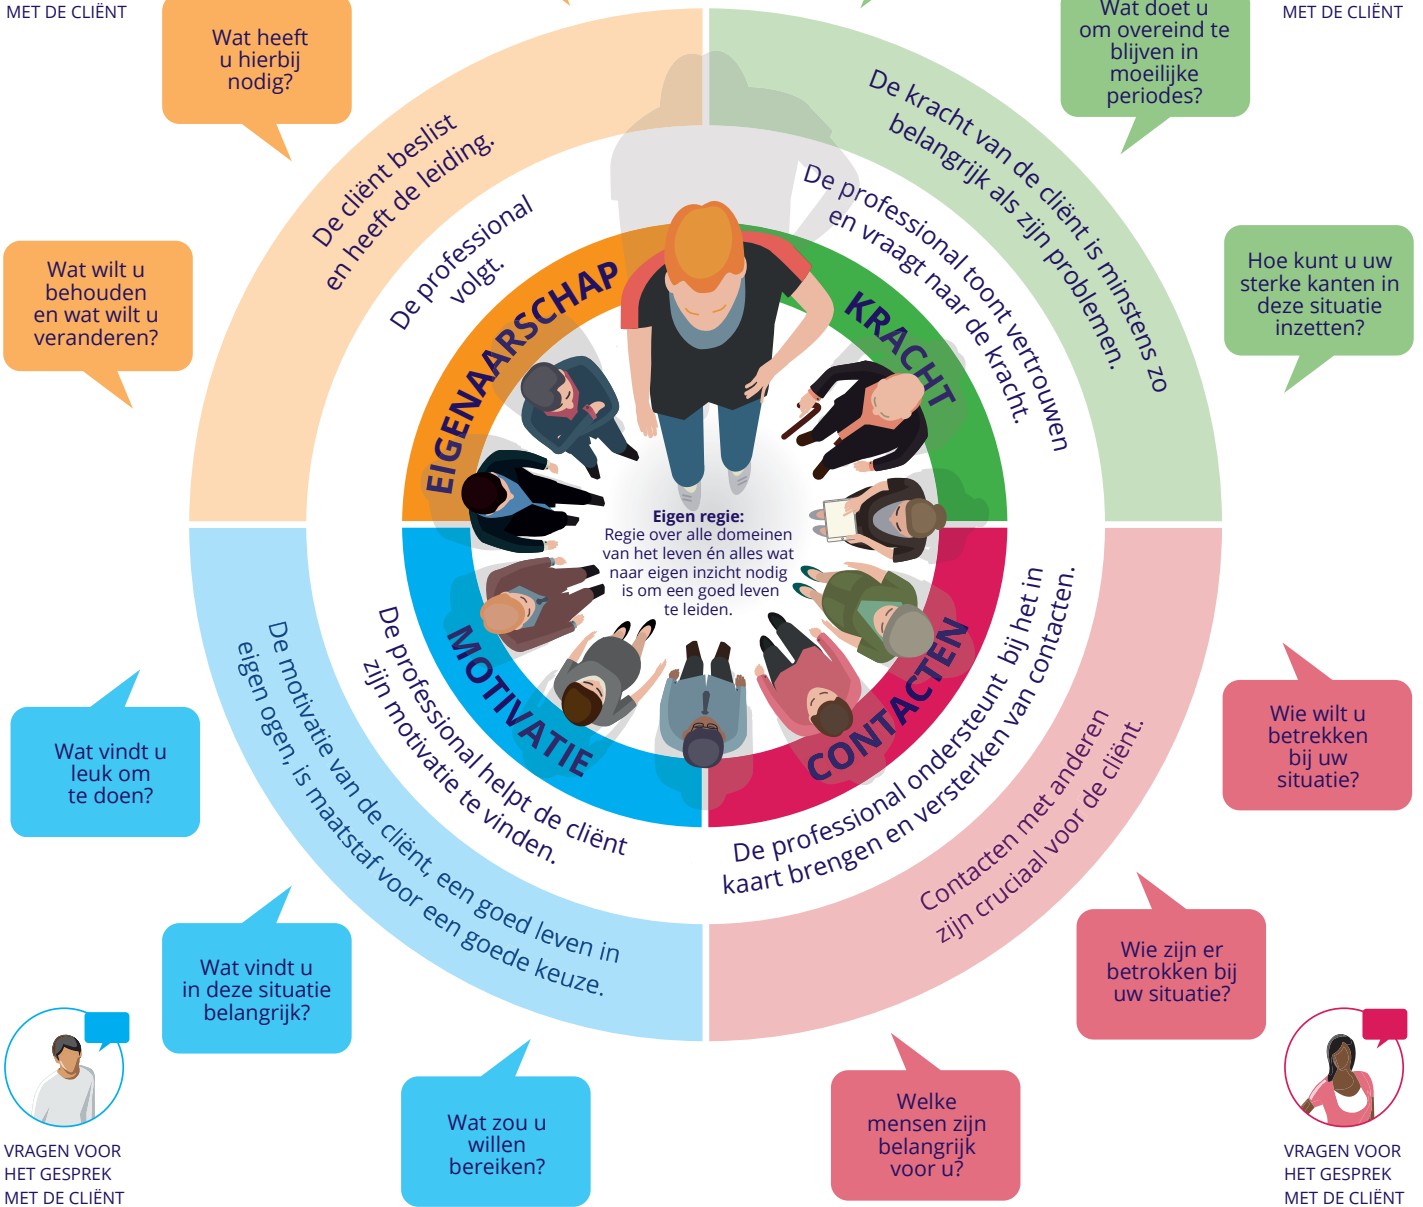 MET DE CLIËNT
MET DE CLIËNT
Wat heeft
u hierbij
nodig?
Wat doet u
om overeind te
blijven in
moeilijke
periodes?
Wat wilt u
behouden
en wat wilt u
veranderen?
Hoe kunt u uw
sterke kanten in
deze situatie
inzetten?
De cliënt beslist
en heeft de leiding.
De professional
volgt.
EIGENAARSCHAP
De kracht van de cliënt is minstens zo
belangrijk als zijn problemen.
De professional toont vertrouwen
en vraagt naar de kracht.
KRACHT
Eigen regie:
Regie over alle domeinen
van het leven én alles wat
naar eigen inzicht nodig
is om een goed leven
te leiden.
MOTIVATIE
De professional helpt de cliënt
zijn motivatie te vinden.
De motivatie van de cliënt, een goed leven in
eigen ogen, is maatstaf voor een goede keuze.
CONTACTEN
De professional ondersteunt bij het in
kaart brengen en versterken van contacten.
Contacten met anderen
zijn cruciaal voor de cliënt.
Wat vindt u
leuk om
te doen?
Wie wilt u
betrekken
bij uw
situatie?
Wat vindt u
in deze situatie
belangrijk?
Wie zijn er
betrokken bij
uw situatie?
Wat zou u
willen
bereiken?
Welke
mensen zijn
belangrijk
voor u?
VRAGEN VOOR
HET GESPREK
MET DE CLIËNT
VRAGEN VOOR
HET GESPREK
MET DE CLIËNT